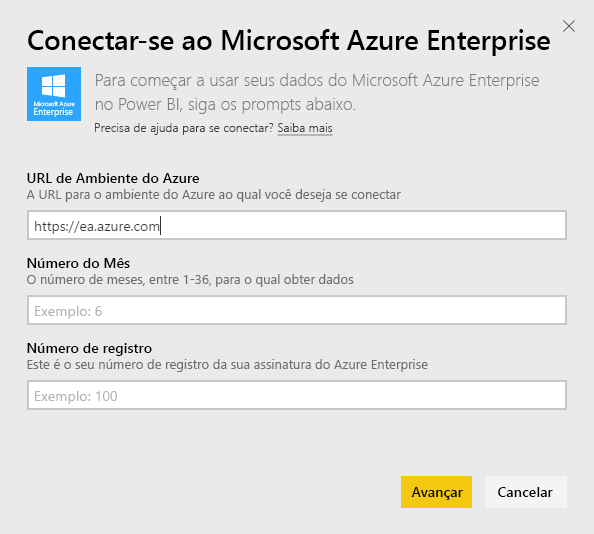 Conectar-se ao Microsoft Azure Enterprise
Microsoft Azure
Enterprise
Para começar a usar seus dados do Microsoft Azure Enterprise
no Power BI, siga os prompts abaixo.
Precisa de ajuda para se conectar? Saiba mais
URL de Ambiente do Azure
A URL para o ambiente do Azure ao qual você deseja se conectar
https://ea.azure.com
Número do Mês
O número de meses, entre 1-36, para o qual obter dados
Exemplo: 6
Número de registro
Este é o seu número de registro da sua assinatura do Azure Enterprise
Exemplo: 100
Avançar
Cancelar